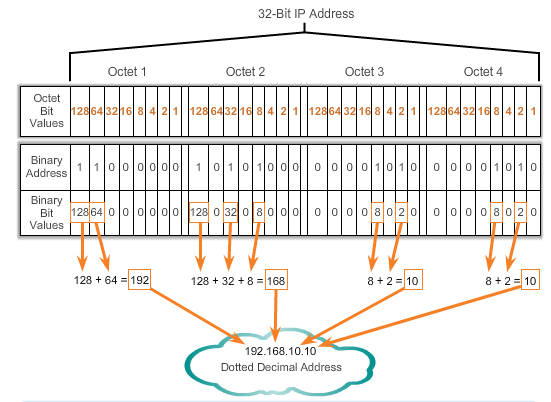 32-Bit IP Address
Octet 1 Octet 2 Octet 3 Octet 4
Octet Bit Values 128 64 32 16 8 4 2 1 128 64 32 16 8 4 2 1 128 64 32 16 8 4 2 1 128 64 32 16 8 4 2 1
Binary Address 1 1 0 0 0 0 0 0 1 0 1 0 1 0 0 0 0 0 0 0 1 0 1 0 0 0 0 0 1 0 1 0
Binary Bit Values 128 64 0 0 0 0 0 0 128 0 32 0 8 0 0 0 0 0 0 0 8 0 2 0 0 0 0 0 8 0 2 0
128 + 64 = 192 128 + 32 + 8 = 168 8 + 2 = 10 8 + 2 = 10
192.168.10.10
Dotted Decimal Address